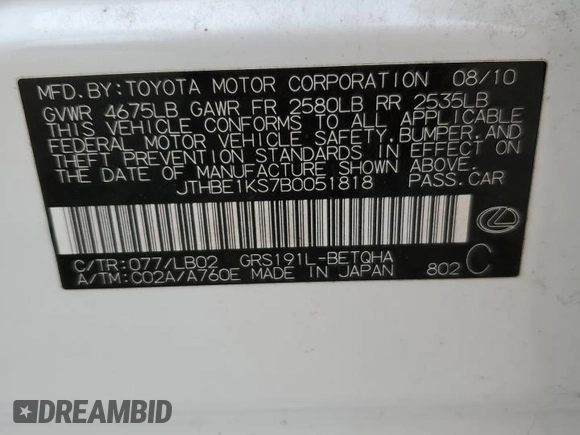 MFD.BY:TOYOTA MOTOR CORPORATION 08/10
GVWR 4675LB GAWR FR 2580LB RR 2535LB
THIS VEHICLE CONFORMS TO ALL APPLICABLE
FEDERAL MOTOR VEHICLE SAFETY,BUMPER,AND
THEFT PREVENTION STANDARDS IN EFFECT ON
THE DATE OF MANUFACTURE SHOWN ABOVE.
JTHBE1KS7B0051818 PASS.CAR
C/TR:077/LB02 GRS191L-BETQHA
A/TM:C02A/A760E MADE IN JAPAN 802 C
DREAMBID